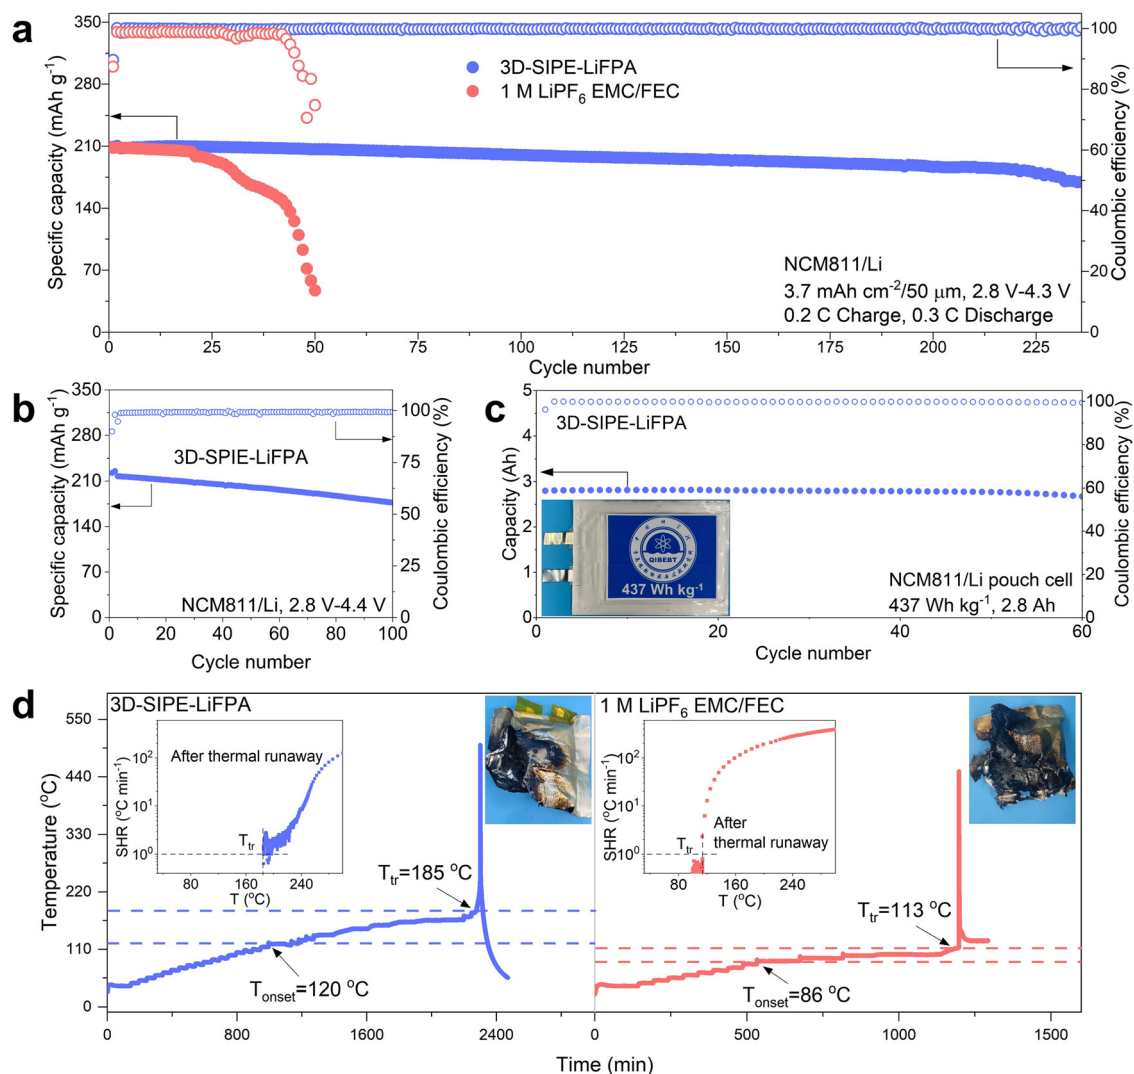 a
Specific capacity (mAh g⁻¹)
350
280
210
140
70
0
3D-SIPE-LiFPA
1 M LiPF₆ EMC/FEC
NCM811/Li
3.7 mAh cm⁻²/50 μm, 2.8 V-4.3 V
0.2 C Charge, 0.3 C Discharge
100
80
60
40
20
0
Coulombic efficiency (%)
0 25 50 75 100 125 150 175 200 225
Cycle number
b
Specific capacity (mAh g⁻¹)
350
280
210
140
70
0
3D-SPIE-LiFPA
NCM811/Li, 2.8 V-4.4 V
100
75
50
25
0
Coulombic efficiency (%)
0 20 40 60 80 100
Cycle number
c
Capacity (Ah)
5
4
3
2
1
0
3D-SIPE-LiFPA
QIBEBT
437 Wh kg⁻¹
NCM811/Li pouch cell
437 Wh kg⁻¹, 2.8 Ah
100
80
60
40
20
0
Coulombic efficiency (%)
0 20 40 60
Cycle number
d
Temperature (°C)
550
440
330
220
110
0
3D-SIPE-LiFPA
SHR (°C min⁻¹)
10²
10¹
10⁰
After thermal runaway
Tₜᵣ
80 160 240
T (°C)
Tₜᵣ=185 °C
Tₒₙₛₑₜ=120 °C
0 800 1600 2400
1 M LiPF₆ EMC/FEC
SHR (°C min⁻¹)
10²
10¹
10⁰
Tₜᵣ
After
thermal runaway
0 80 160 240
T (°C)
Tₜᵣ=113 °C
Tₒₙₛₑₜ=86 °C
0 500 1000 1500
Time (min)